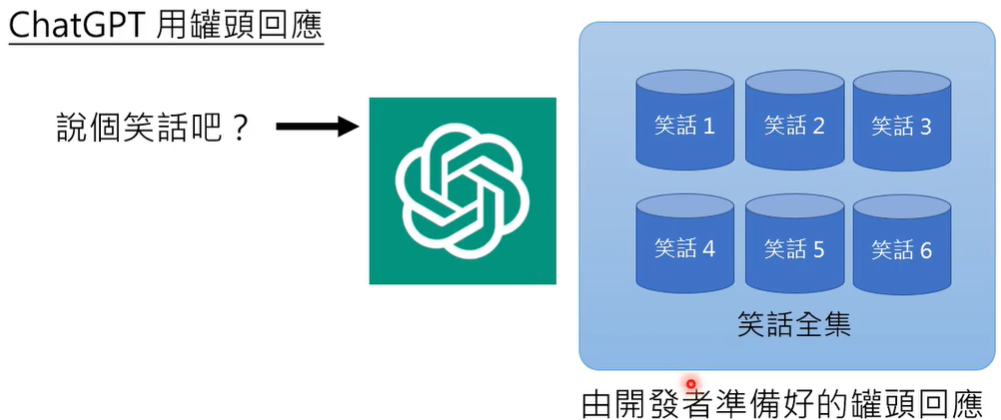 ChatGPT 用罐頭回應
說個笑話吧？
笑話 1
笑話 2
笑話 3
笑話 4
笑話 5
笑話 6
笑話全集
由開發者準備好的罐頭回應